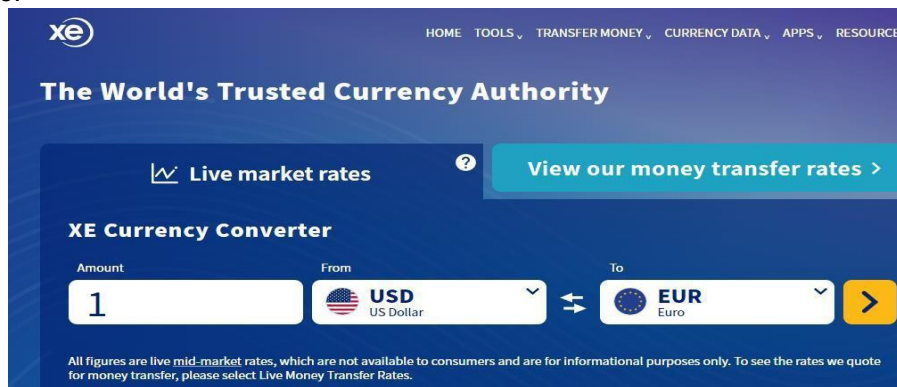 xe
HOME TOOLS TRANSFER MONEY CURRENCY DATA APPS RESOURCE
The World's Trusted Currency Authority
Live market rates
?
View our money transfer rates >
XE Currency Converter
Amount From To
1 USD EUR
US Dollar Euro
All figures are live mid-market rates, which are not available to consumers and are for informational purposes only. To see the rates we quote
for money transfer, please select Live Money Transfer Rates.